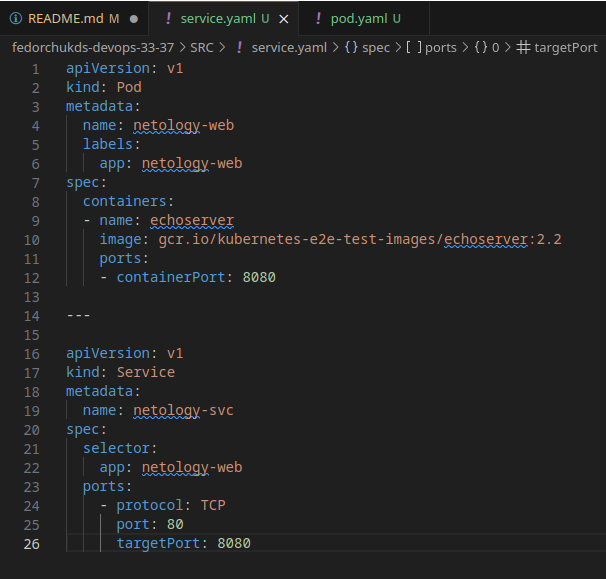 README.md M ●
! service.yaml U ×
! pod.yaml U
fedorchukds-devops-33-37 > SRC > ! service.yaml > {} spec > [ ] ports > {} 0 > # targetPort
1 apiVersion: v1
2 kind: Pod
3 metadata:
4   name: netology-web
5   labels:
6     app: netology-web
7 spec:
8   containers:
9   - name: echoserver
10     image: gcr.io/kubernetes-e2e-test-images/echoserver:2.2
11     ports:
12     - containerPort: 8080
13
14 ---
15
16 apiVersion: v1
17 kind: Service
18 metadata:
19   name: netology-svc
20 spec:
21   selector:
22     app: netology-web
23   ports:
24     - protocol: TCP
25       port: 80
26       targetPort: 8080